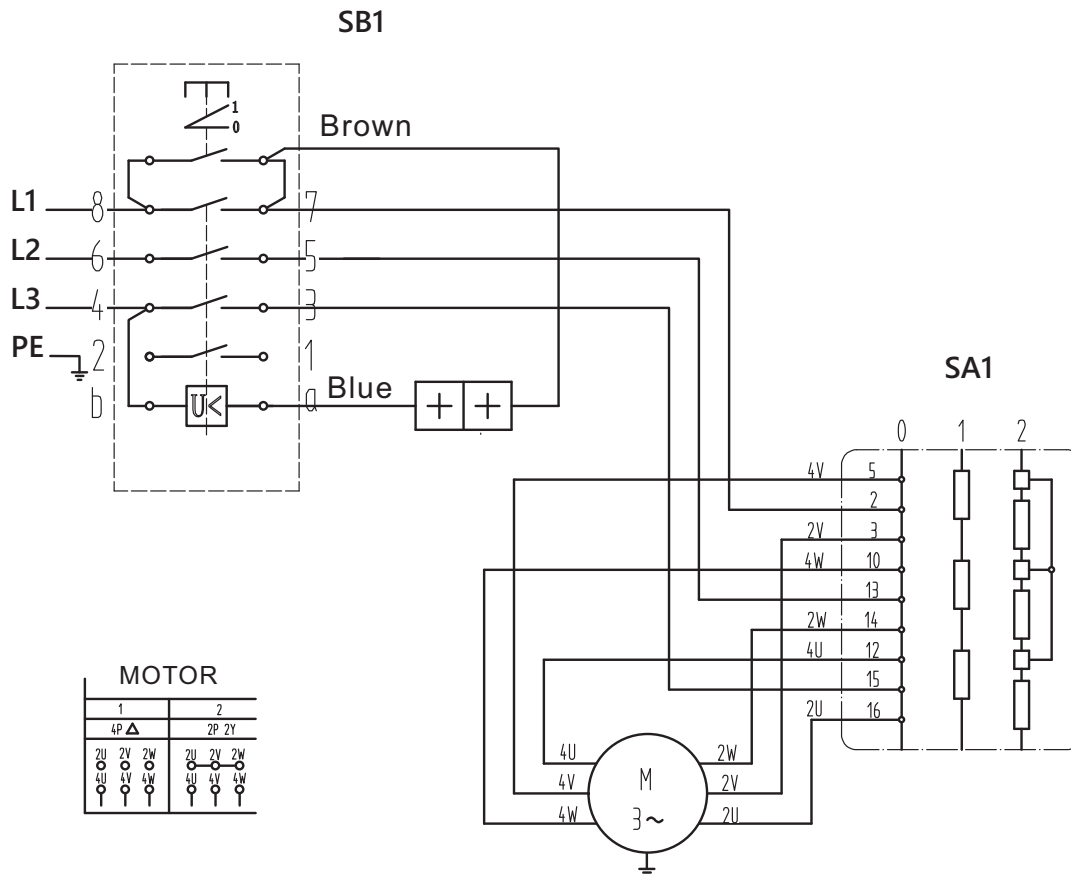 SB1
1
0
Brown
L1 8 7
L2 6 5
L3 4 3
PE 2 1
b U< Blue a
SA1
0 1 2
4V 5
2
2V 3
4W 10
13
2W 14
4U 12
15
2U 16
MOTOR
1 2
4P Δ 2P 2Y
2U 2V 2W 2U 2V 2W
4U 4V 4W 4U 4V 4W
4U M 2W
4V 3~ 2V
4W 2U